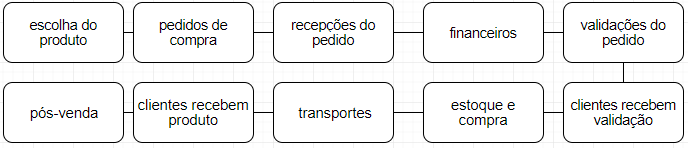 escolha do
produto
pedidos de
compra
recepções do
pedido
financeiros
validações do
pedido
pós-venda
clientes recebem
produto
transportes
estoque e
compra
clientes recebem
validação